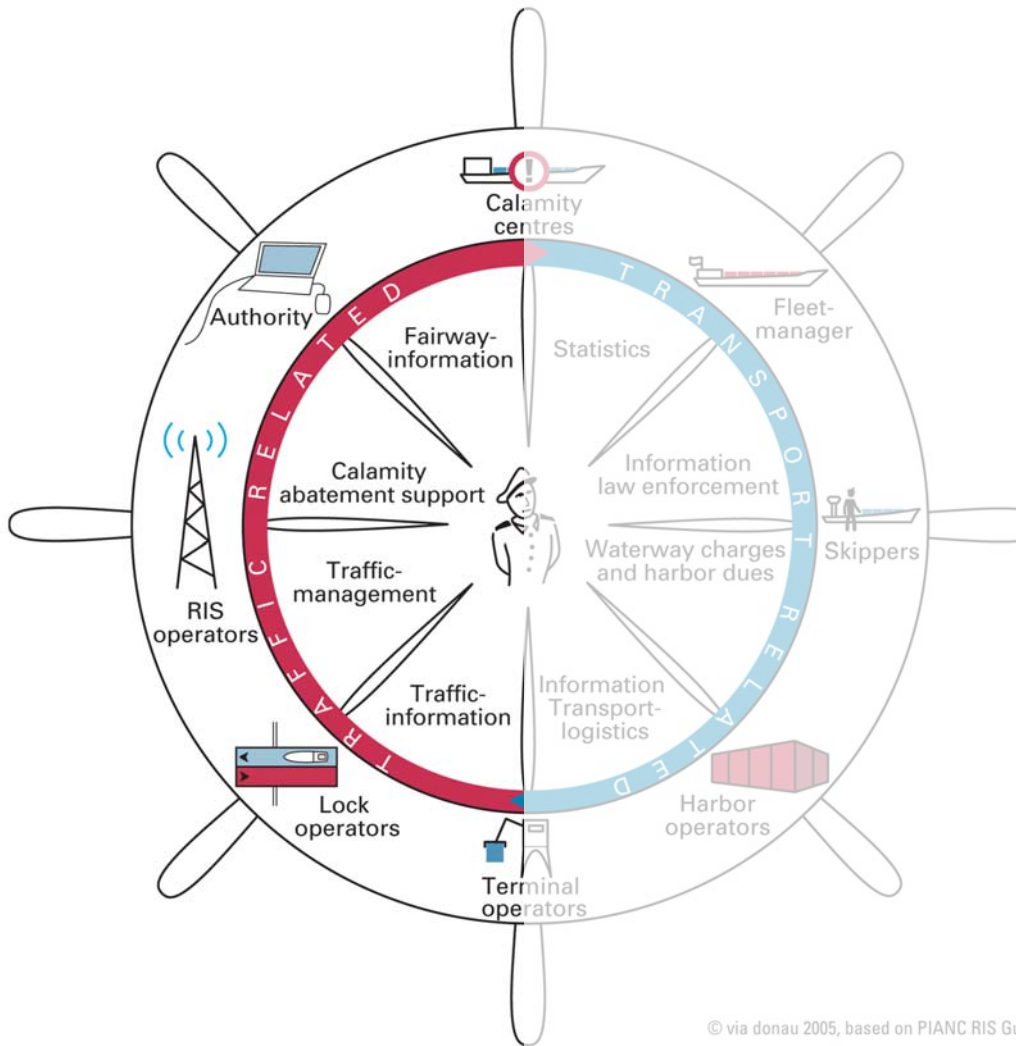 Calamity
centres
Authority
Fleet-
manager
TRAFFIC RELATED
TRANSPORT RELATED
Fairway-
information
Statistics
Calamity
abatement support
Information
law enforcement
Traffic-
management
Waterway charges
and harbor dues
Traffic-
information
Information
Transport-
logistics
RIS
operators
Skippers
Lock
operators
Harbor
operators
Terminal
operators
© via donau 2005, based on PIANC RIS Gu